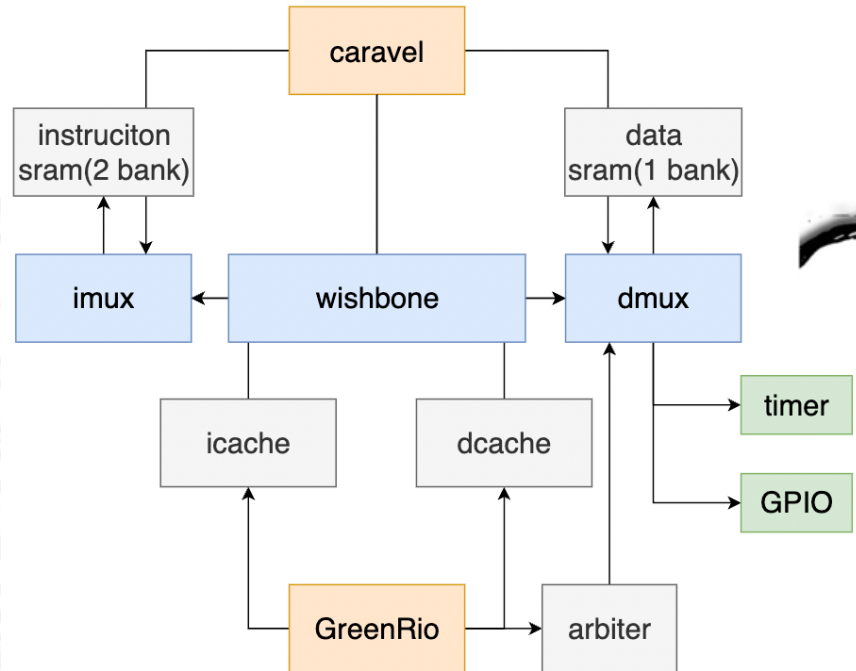 caravel
instruciton
sram(2 bank)
data
sram(1 bank)
imux
wishbone
dmux
timer
icache
dcache
GPIO
GreenRio
arbiter